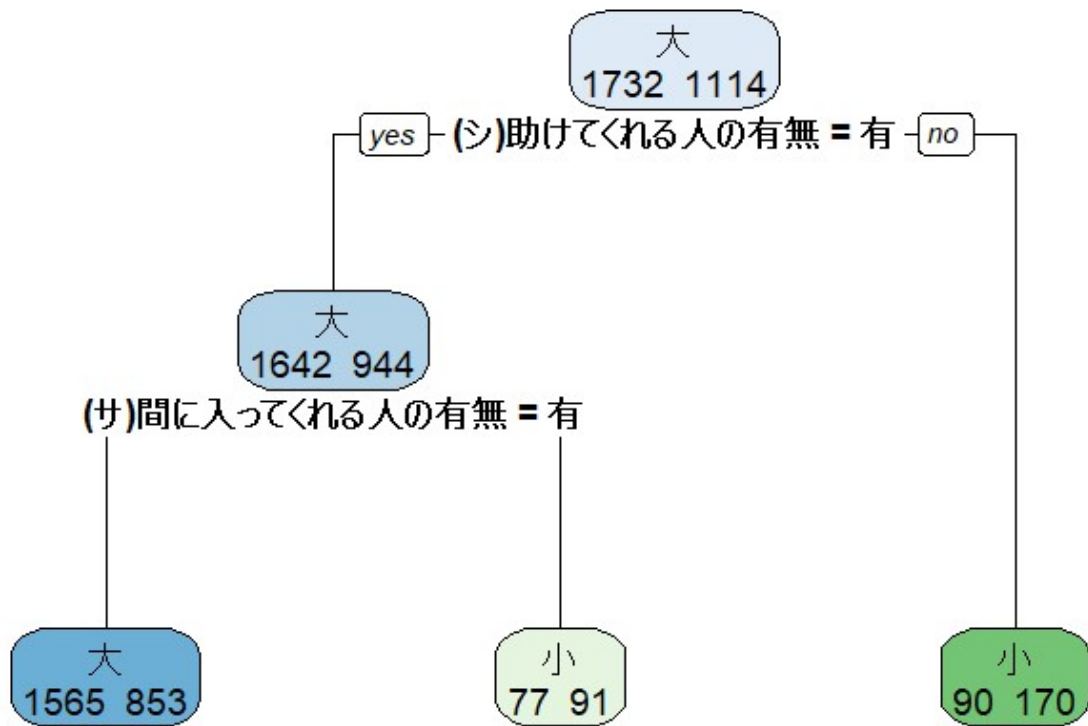 大
1732 1114
yes (シ)助けてくれる人の有無 = 有 no
大
1642 944
(サ)間に入ってくれる人の有無 = 有
大
1565 853
小
77 91
小
90 170